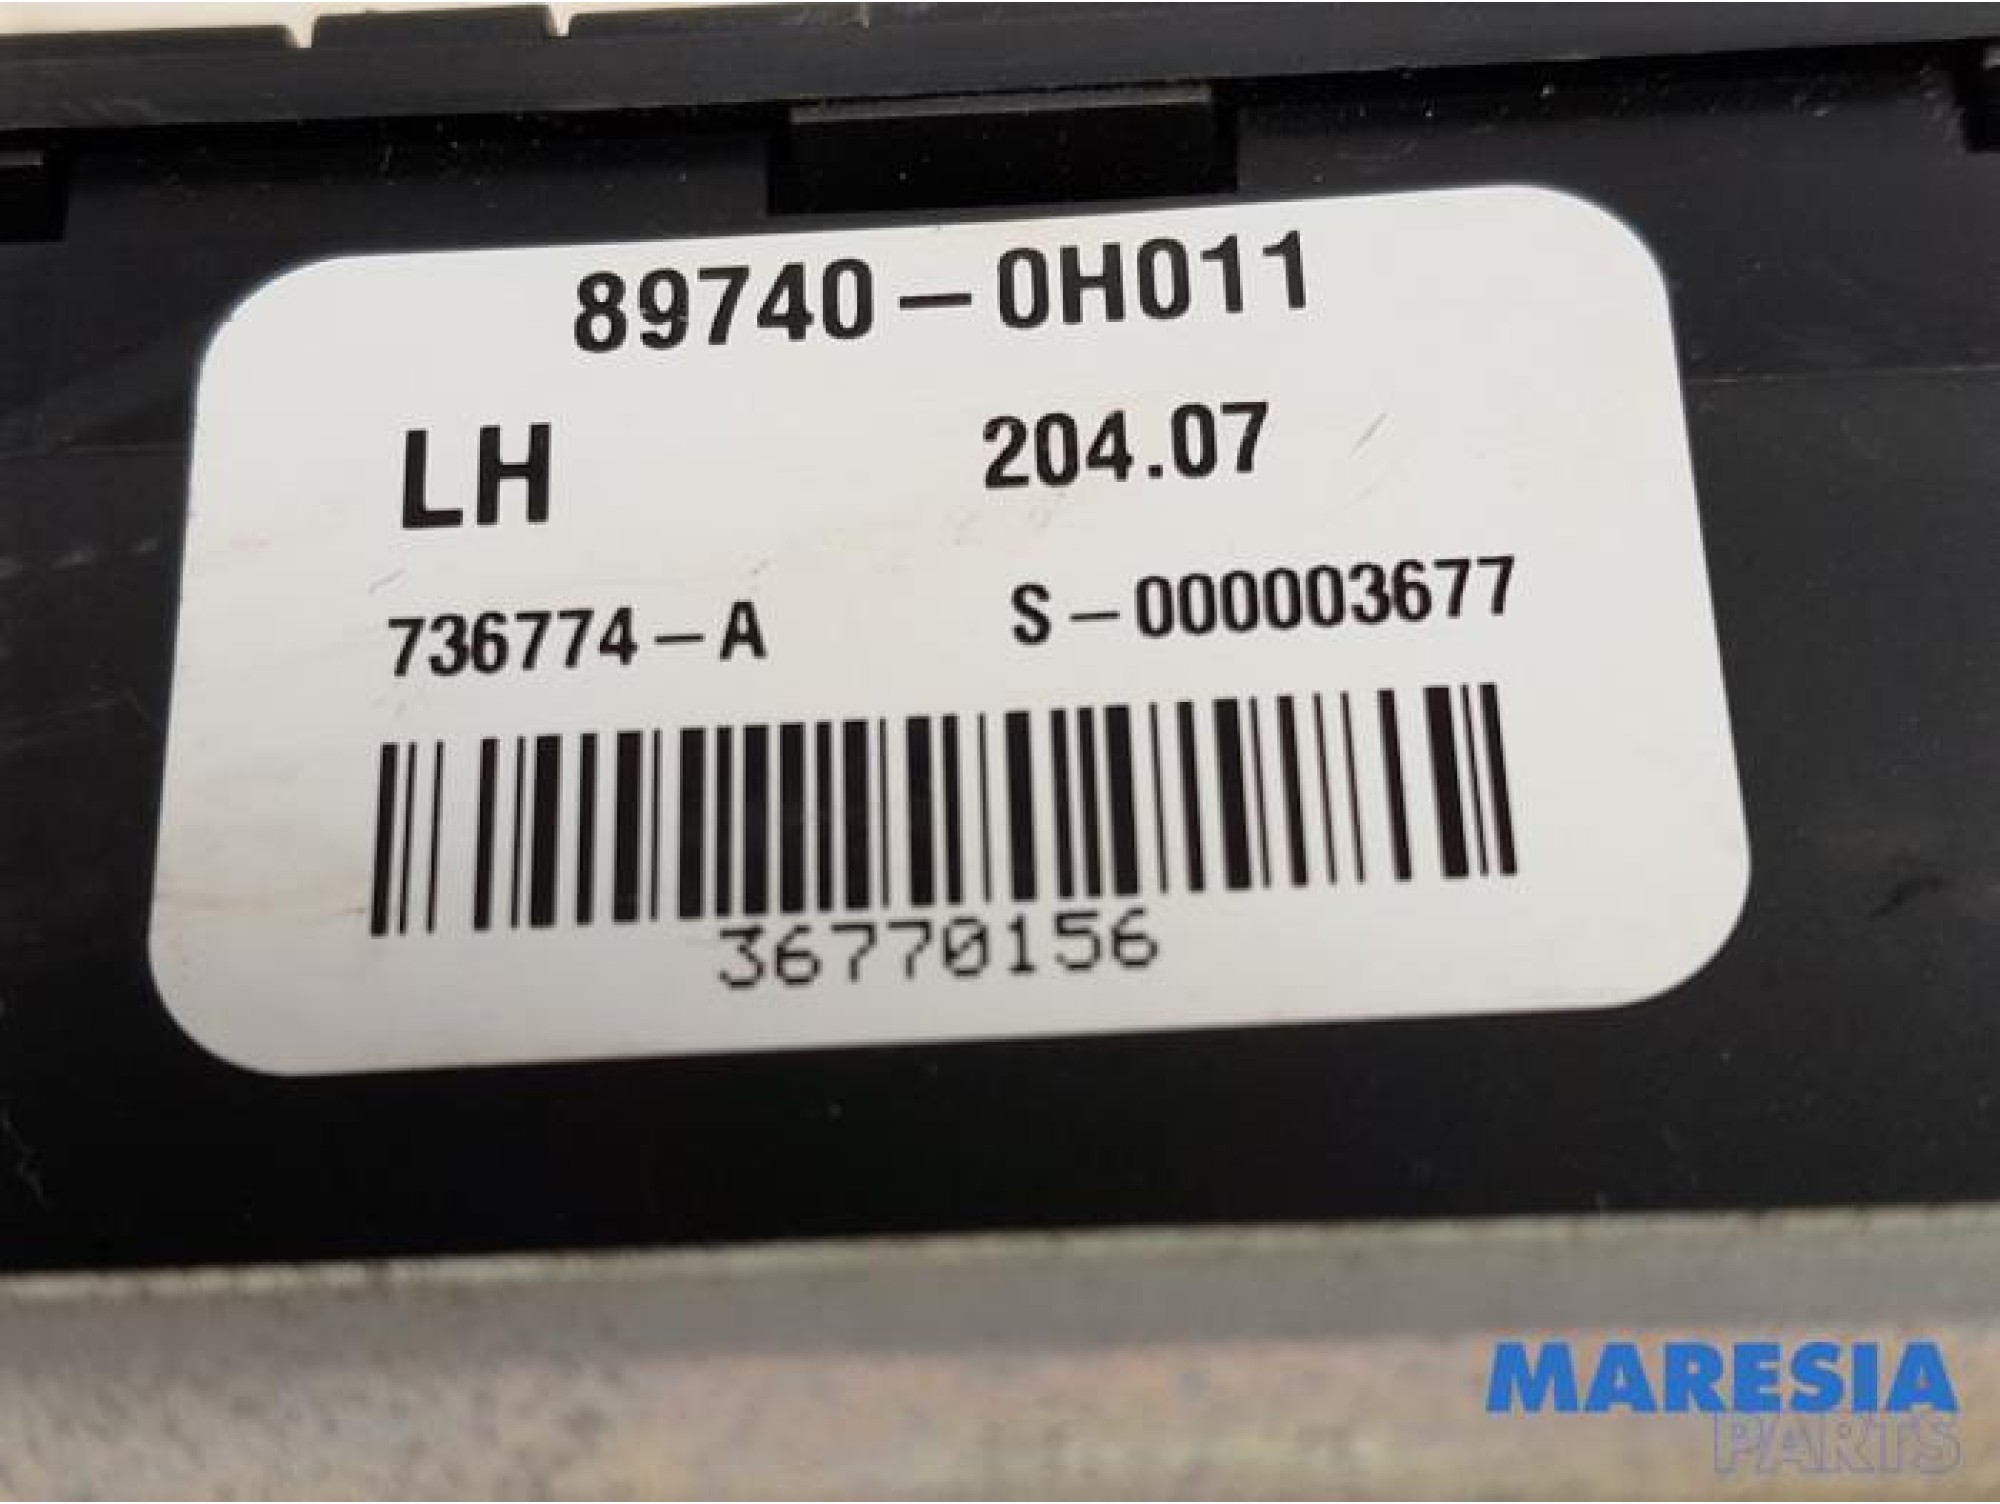 89740-0H011
LH 204.07
736774-A S-000003677
36770156
MARESIA
PARTS